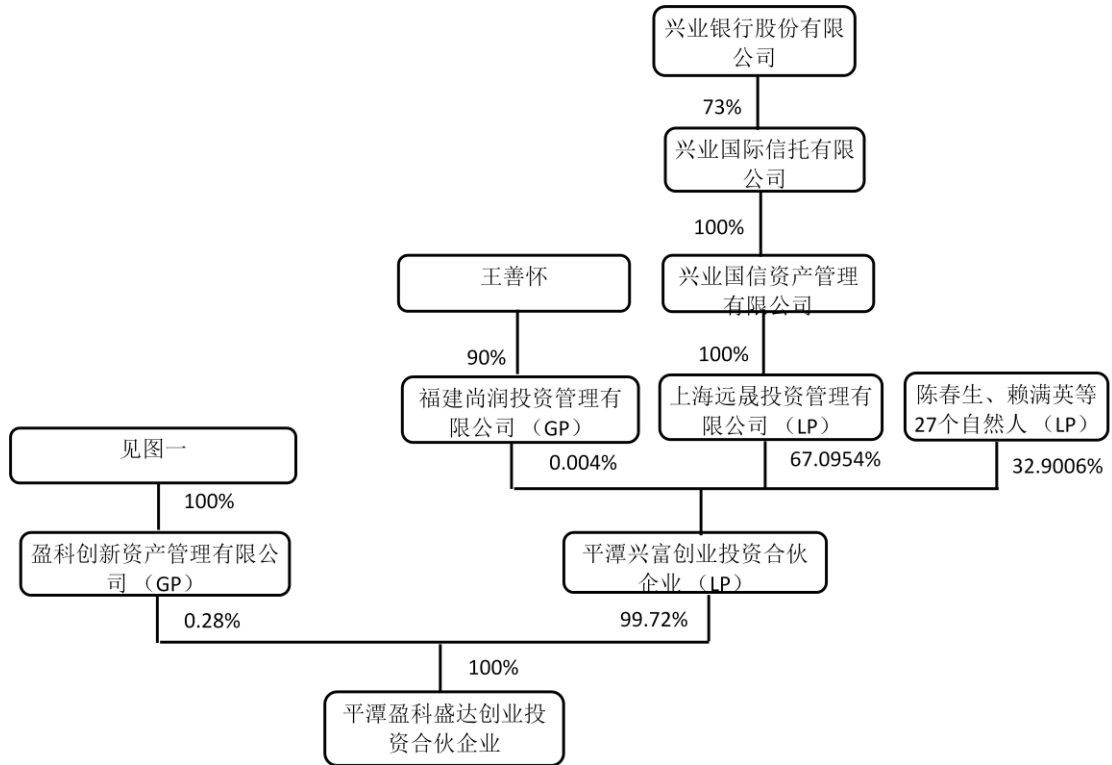 兴业银行股份有限
公司
73%
兴业国际信托有限
公司
100%
王善怀
兴业国信资产管理
有限公司
90%
100%
福建尚润投资管理有
限公司（GP）
上海远晟投资管理有
限公司（LP）
陈春生、赖满英等
27个自然人 （LP）
见图一
0.004%
67.0954%
32.9006%
100%
盈科创新资产管理有限公
司 （GP）
平潭兴富创业投资合伙
企业 （LP）
0.28%
99.72%
100%
平潭盈科盛达创业投
资合伙企业